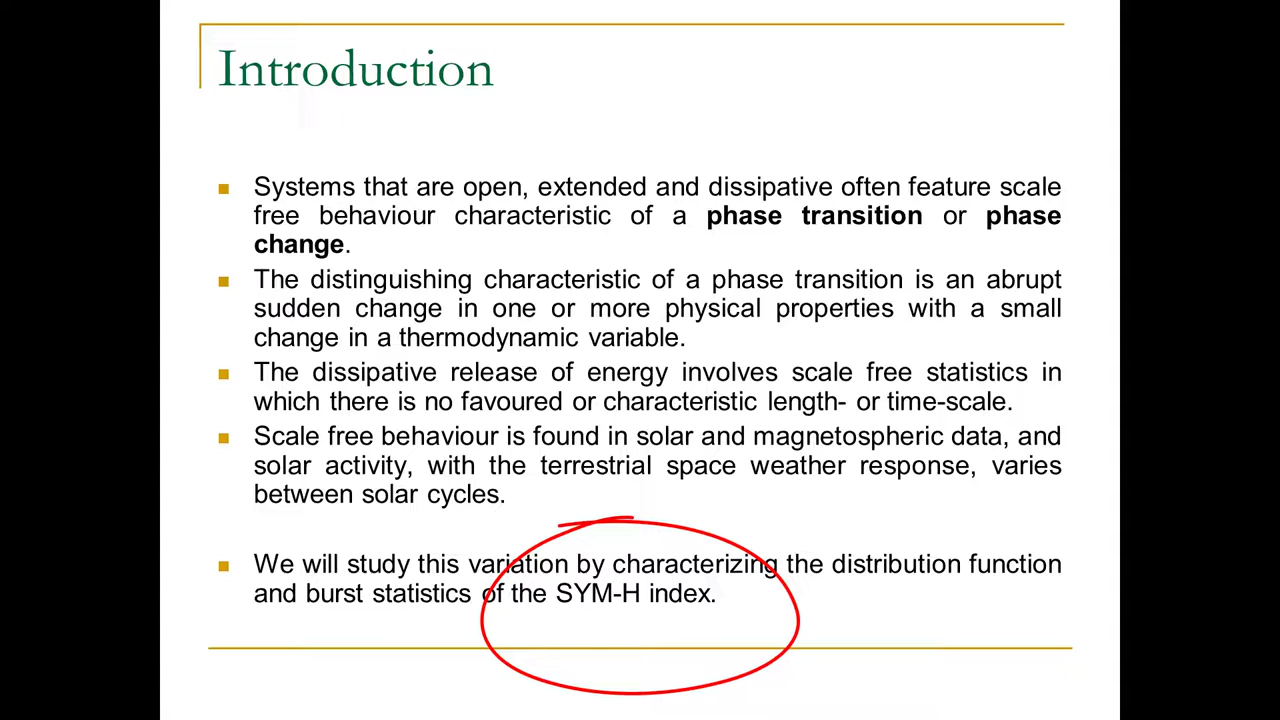 Introduction
Systems that are open, extended and dissipative often feature scale
free behaviour characteristic of a phase transition or phase
change.
The distinguishing characteristic of a phase transition is an abrupt
sudden change in one or more physical properties with a small
change in a thermodynamic variable.
The dissipative release of energy involves scale free statistics in
which there is no favoured or characteristic length- or time-scale.
Scale free behaviour is found in solar and magnetospheric data, and
solar activity, with the terrestrial space weather response, varies
between solar cycles.
We will study this variation by characterizing the distribution function
and burst statistics of the SYM-H index.